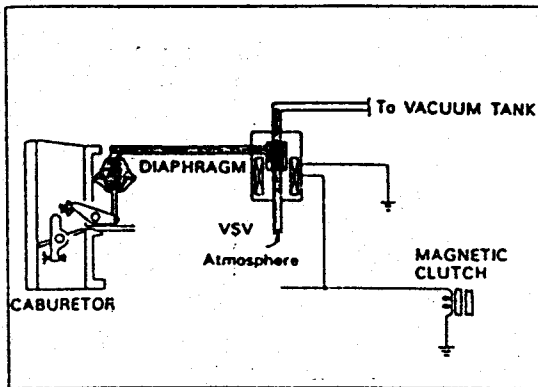 To VACUUM TANK
DIAPHRAGM
VSV
Atmosphere
MAGNETIC
CLUTCH
CABURETOR